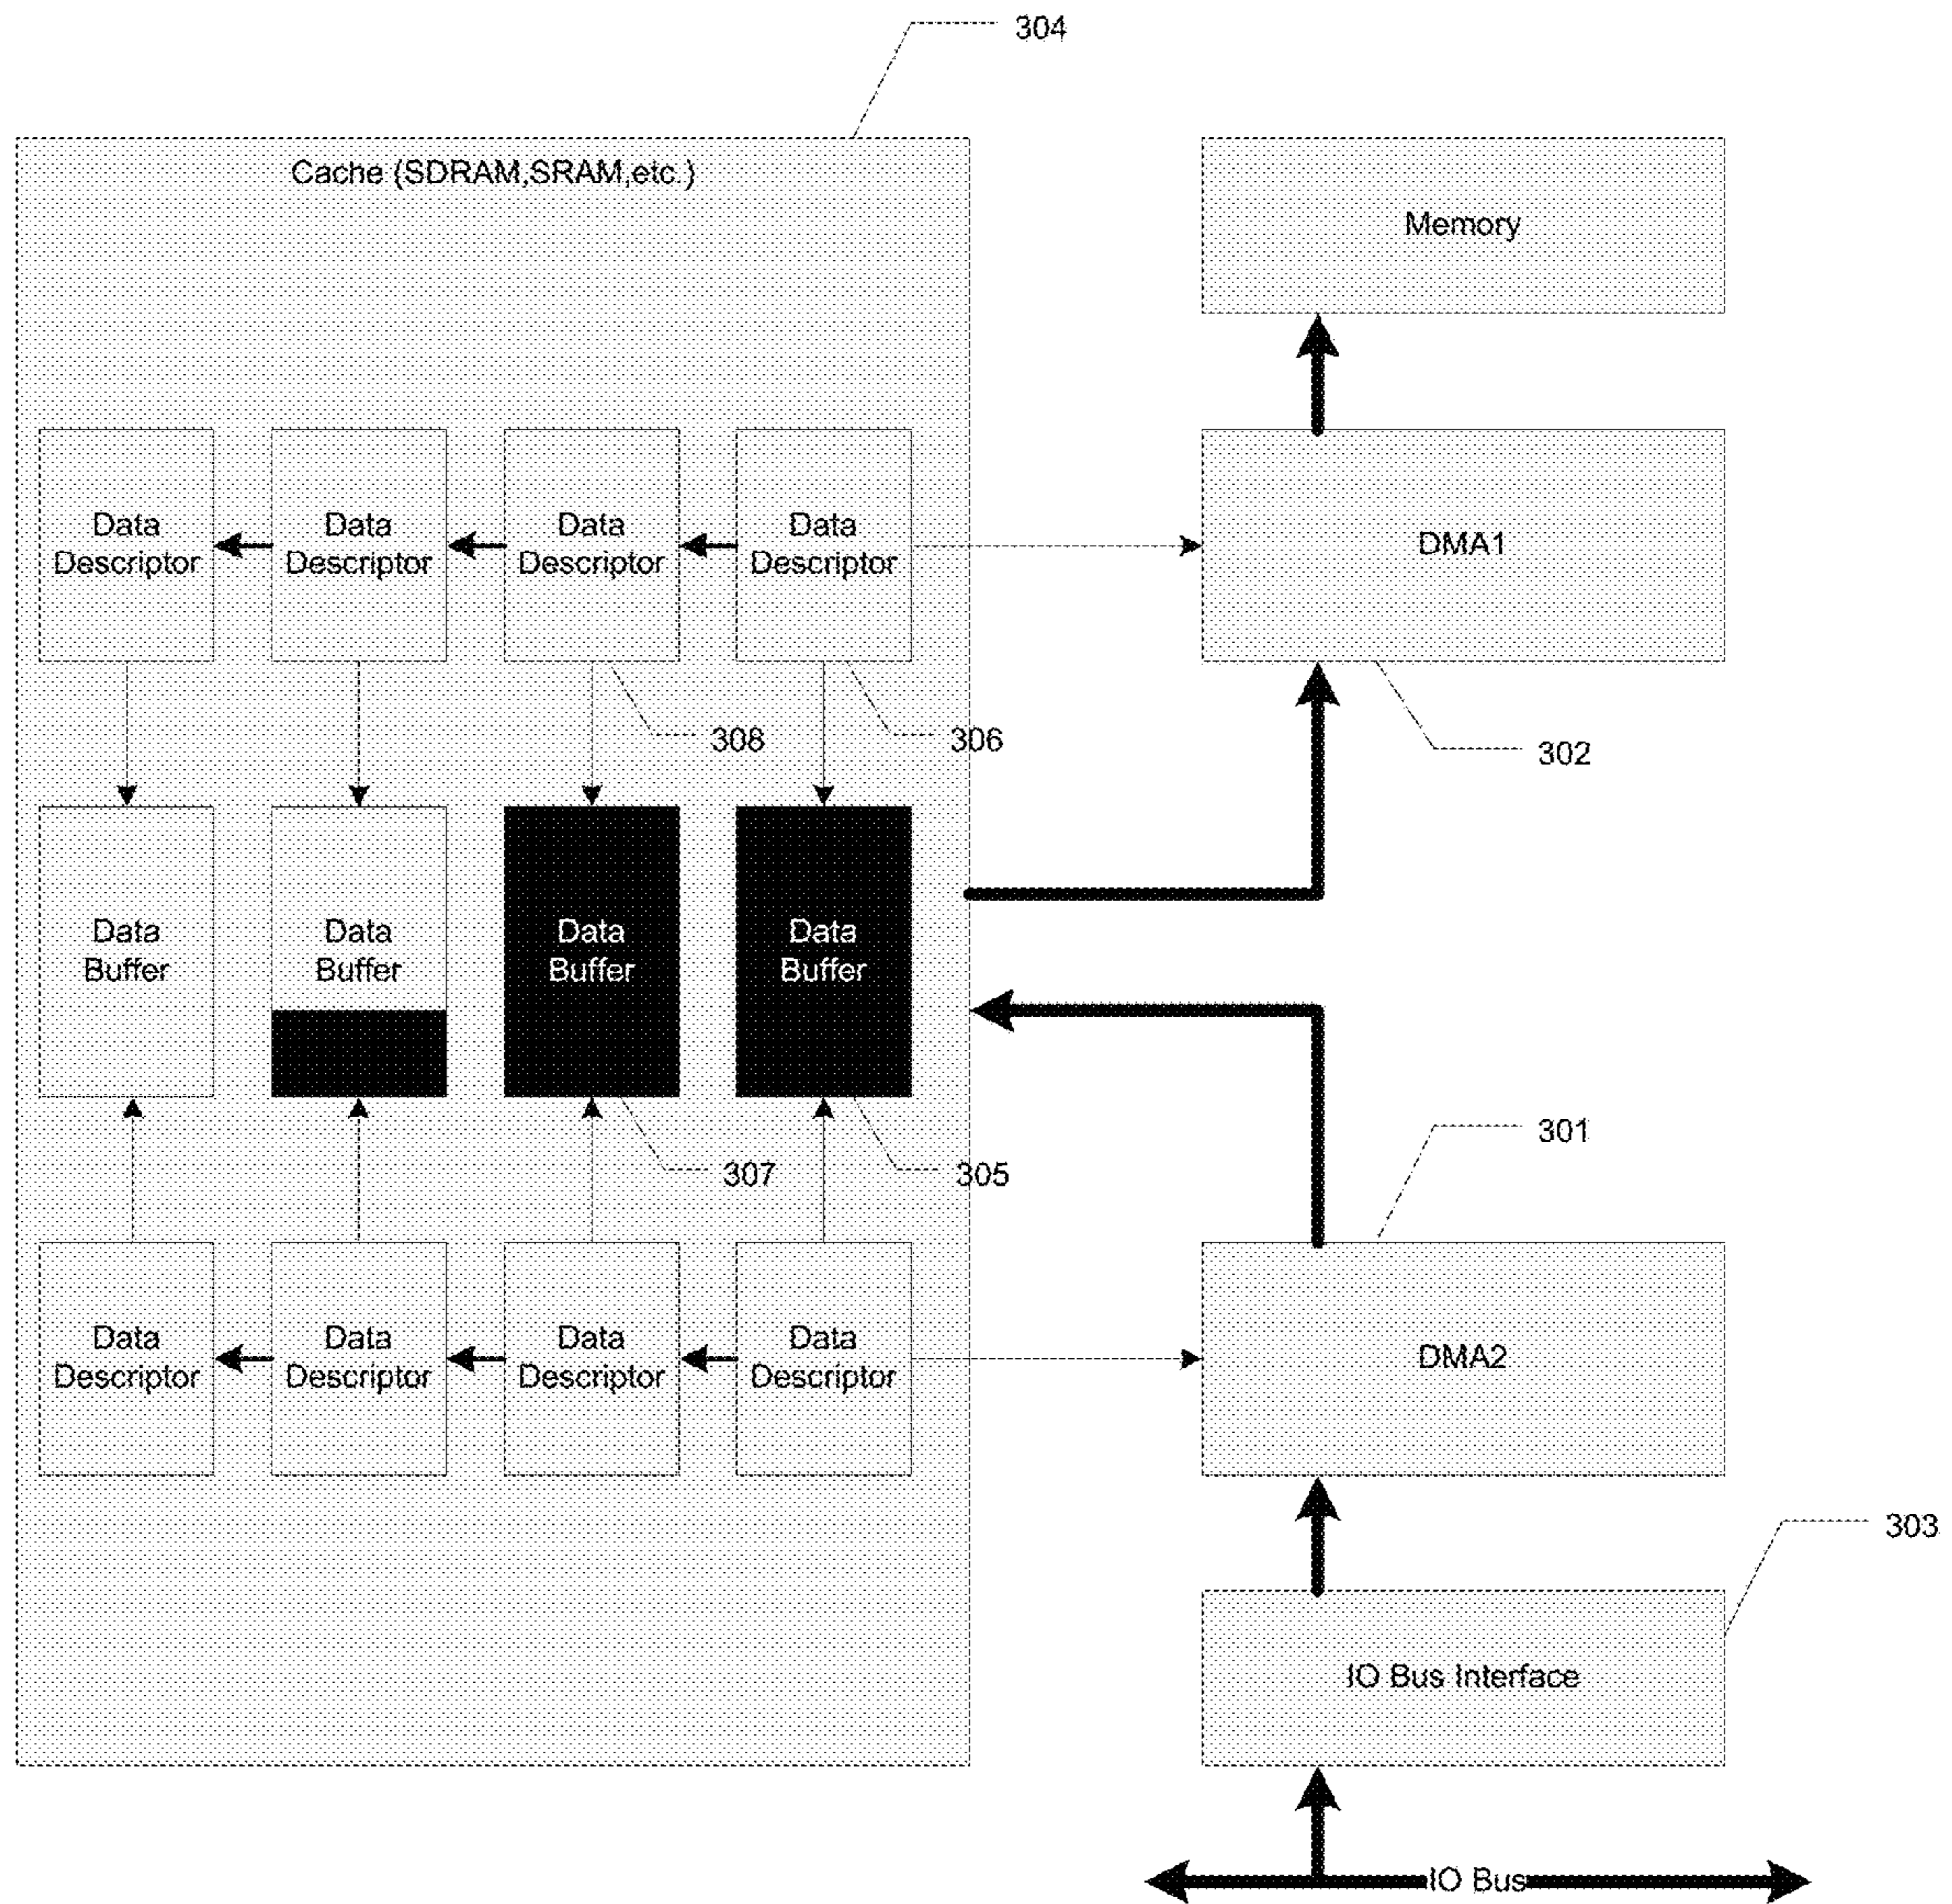 304
Cache (SDRAM,SRAM,etc.)
Memory
Data
Descriptor
Data
Descriptor
Data
Descriptor
Data
Descriptor
DMA1
308
306
302
Data
Buffer
Data
Buffer
Data
Buffer
Data
Buffer
301
307
305
Data
Descriptor
Data
Descriptor
Data
Descriptor
Data
Descriptor
DMA2
303
IO Bus Interface
IO Bus